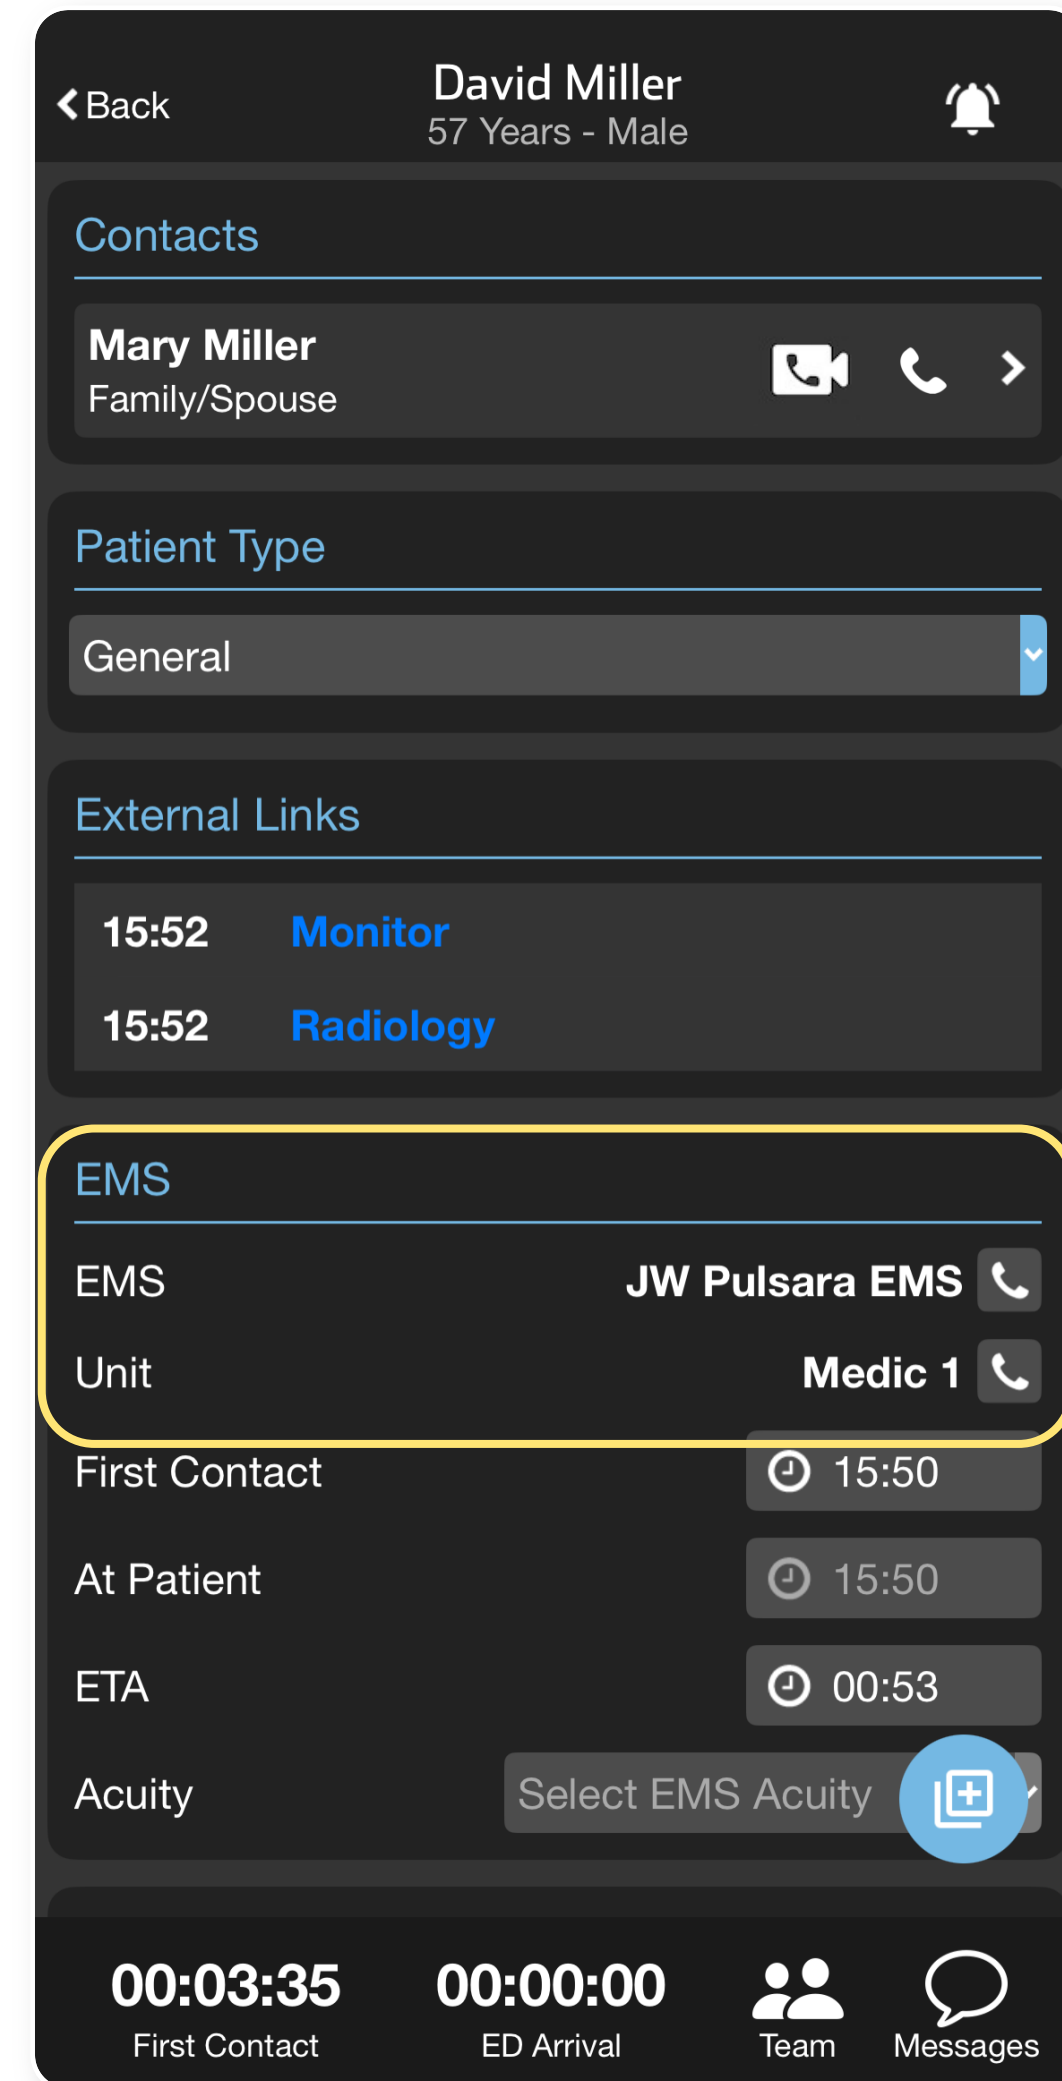 Back
David Miller
57 Years - Male
Contacts
Mary Miller
Family/Spouse
Patient Type
General
External Links
15:52 Monitor
15:52 Radiology
EMS
EMS JW Pulsara EMS
Unit Medic 1
First Contact 15:50
At Patient 15:50
ETA 00:53
Acuity Select EMS Acuity
00:03:35 00:00:00
First Contact ED Arrival Team Messages